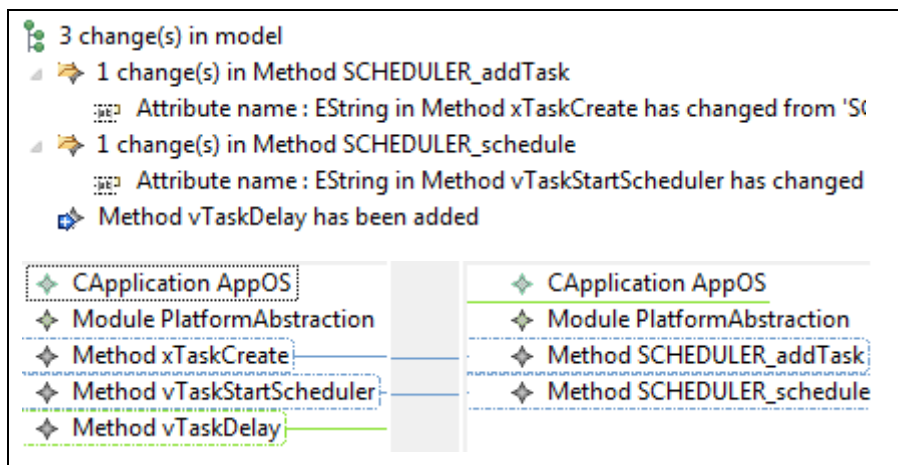 3 change(s) in model
1 change(s) in Method SCHEDULER_addTask
Attribute name : EString in Method xTaskCreate has changed from 'SC
1 change(s) in Method SCHEDULER_schedule
Attribute name : EString in Method vTaskStartScheduler has changed
Method vTaskDelay has been added
CApplication AppOS CApplication AppOS
Module PlatformAbstraction Module PlatformAbstraction
Method xTaskCreate Method SCHEDULER_addTask
Method vTaskStartScheduler Method SCHEDULER_schedule
Method vTaskDelay